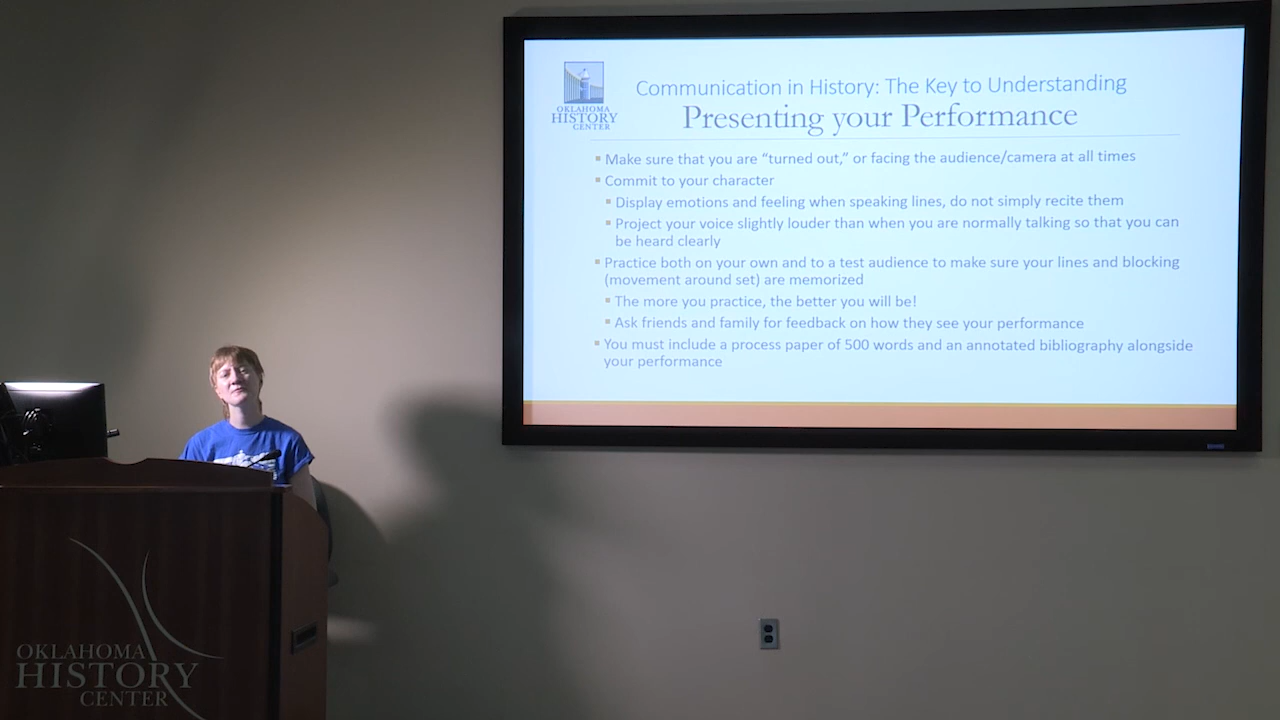 Communication in History: The Key to Understanding
Presenting your Performance
OKLAHOMA
HISTORY
CENTER
Make sure that you are “turned out,” or facing the audience/camera at all times
Commit to your character
Display emotions and feeling when speaking lines, do not simply recite them
Project your voice slightly louder than when you are normally talking so that you can
be heard clearly
Practice both on your own and to a test audience to make sure your lines and blocking
(movement around set) are memorized
The more you practice, the better you will be!
Ask friends and family for feedback on how they see your performance
You must include a process paper of 500 words and an annotated bibliography alongside
your performance
OKLAHOMA
HISTORY
CENTER